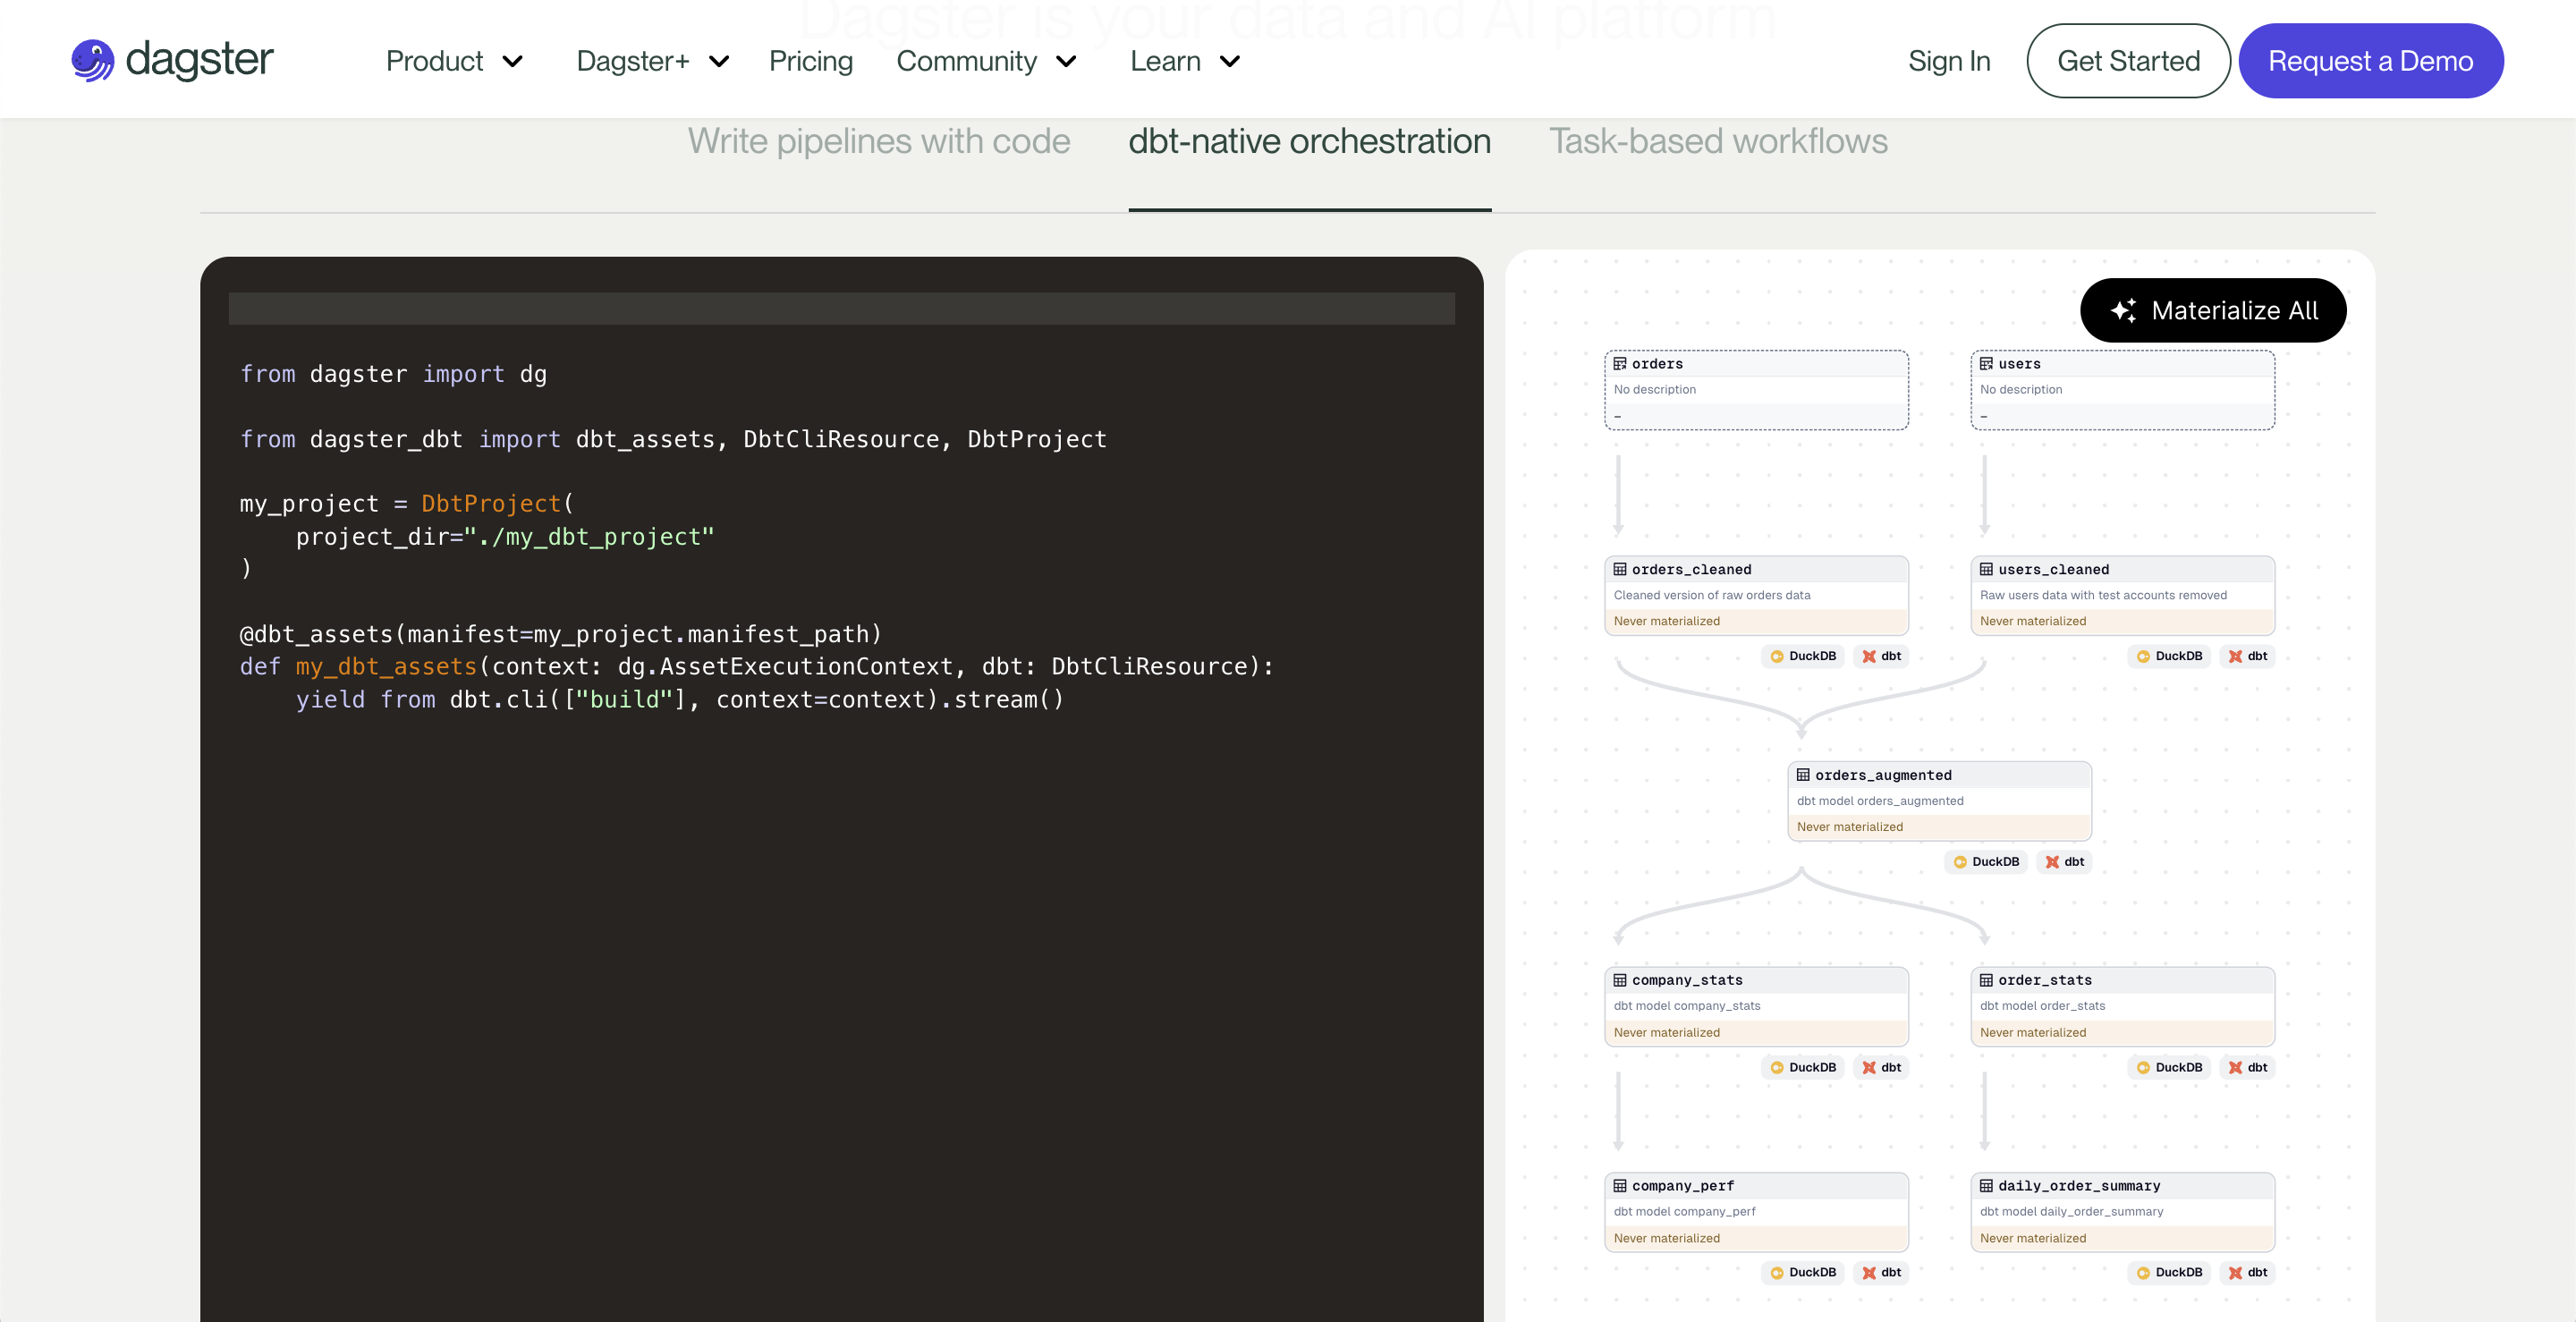 Dagster is your data and AI platform
dagster
Product
Dagster+
Pricing
Community
Learn
Sign In
Get Started
Request a Demo
Write pipelines with code
dbt-native orchestration
Task-based workflows
from dagster import dg
from dagster_dbt import dbt_assets, DbtCliResource, DbtProject
my_project = DbtProject(
    project_dir="./my_dbt_project"
)
@dbt_assets(manifest=my_project.manifest_path)
def my_dbt_assets(context: dg.AssetExecutionContext, dbt: DbtCliResource):
    yield from dbt.cli(["build"], context=context).stream()
Materialize All
orders
No description
–
users
No description
–
orders_cleaned
Cleaned version of raw orders data
Never materialized
DuckDB
dbt
users_cleaned
Raw users data with test accounts removed
Never materialized
DuckDB
dbt
orders_augmented
dbt model orders_augmented
Never materialized
DuckDB
dbt
company_stats
dbt model company_stats
Never materialized
DuckDB
dbt
order_stats
dbt model order_stats
Never materialized
DuckDB
dbt
company_perf
dbt model company_perf
Never materialized
DuckDB
dbt
daily_order_summary
dbt model daily_order_summary
Never materialized
DuckDB
dbt